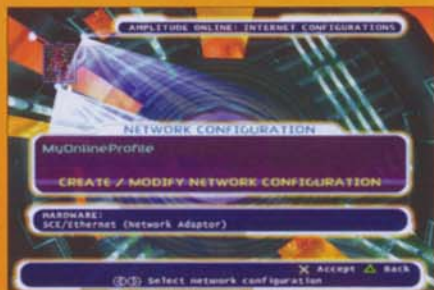 AMPLITUDE ONLINE: INTERNET CONFIGURATIONS
NETWORK CONFIGURATION
MyOnlineProfile
CREATE / MODIFY NETWORK CONFIGURATION
HARDWARE:
SCE/Ethernet (Network Adaptor)
Accept Back
Select network configuration